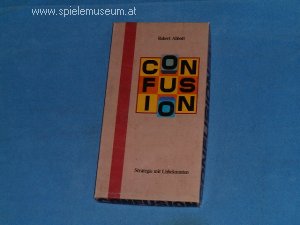 www.spielemuseum.at
Robert Abbott
CON
FUS
ION
Strategie mit Unbekannten